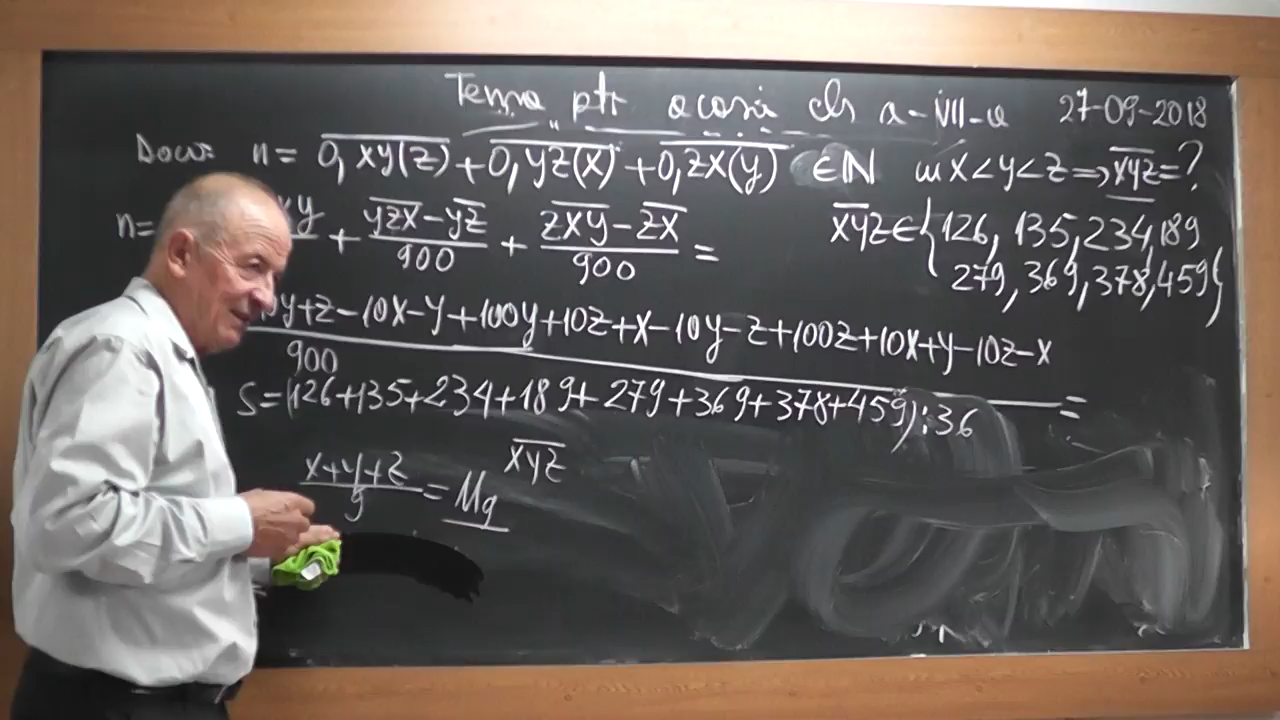 Tema ptr acasă cls a-VII-a 27-09-2018
n = 0,xy(z) + 0,yz(x) + 0,zx(y) ∈ ℕ x<y<z ⇒ xyz = ?
n= xy + yzx-yz/900 + zxy-zx/900 =
xyz ∈ {126, 135, 234, 189
279, 369, 378, 459}
y+z-10x-y+100y+10z+x-10y-z+100z+10x+y-10z-x
900 =
S=(126+135+234+189+279+369+378+459):36
x+y+z/9 = M9 xyz